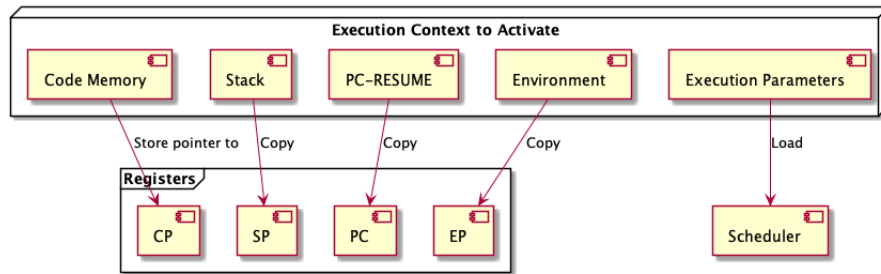 Execution Context to Activate
Code Memory
Stack
PC-RESUME
Environment
Execution Parameters
Store pointer to
Copy
Copy
Copy
Load
Registers
CP
SP
PC
EP
Scheduler